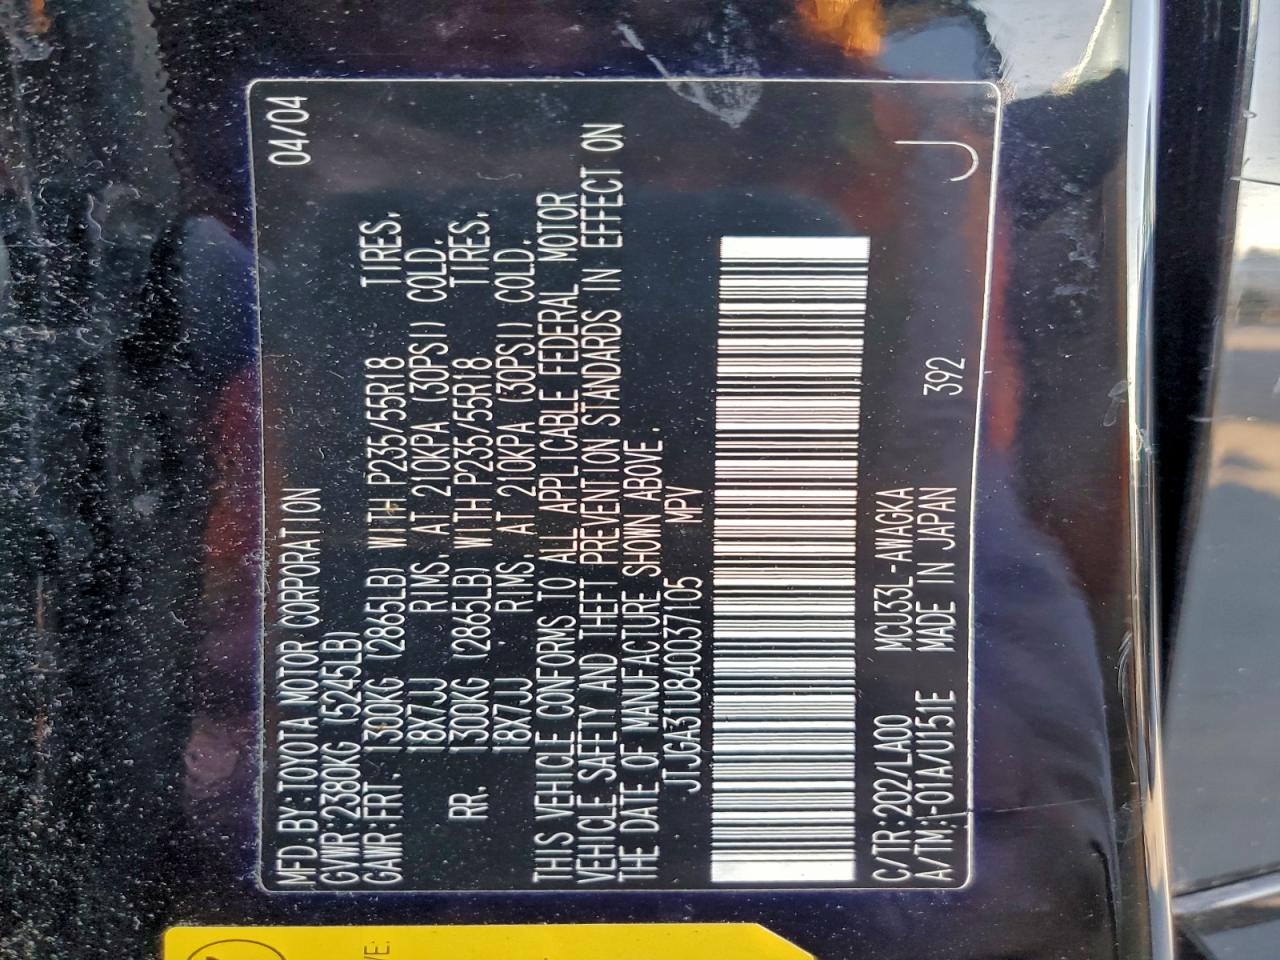 MFD. BY: TOYOTA MOTOR CORPORATION 04/04
GVWR: 2380KG (5245LB)
GAWR: FRT. 1300KG (2865LB) WITH P235/55R18 TIRES,
18X7JJ RIMS, AT 210KPA (30PSI) COLD.
RR. 1300KG (2865LB) WITH P235/55R18 TIRES,
18X7JJ RIMS, AT 210KPA (30PSI) COLD.
THIS VEHICLE CONFORMS TO ALL APPLICABLE FEDERAL MOTOR
VEHICLE SAFETY AND THEFT PREVENTION STANDARDS IN EFFECT ON
THE DATE OF MANUFACTURE SHOWN ABOVE.
JTJGA31U840037105 MPV
C/TR: 202/LA00 MCU33L-AWAGKA
A/TM: -01A/U151E MADE IN JAPAN 392 J
VE: